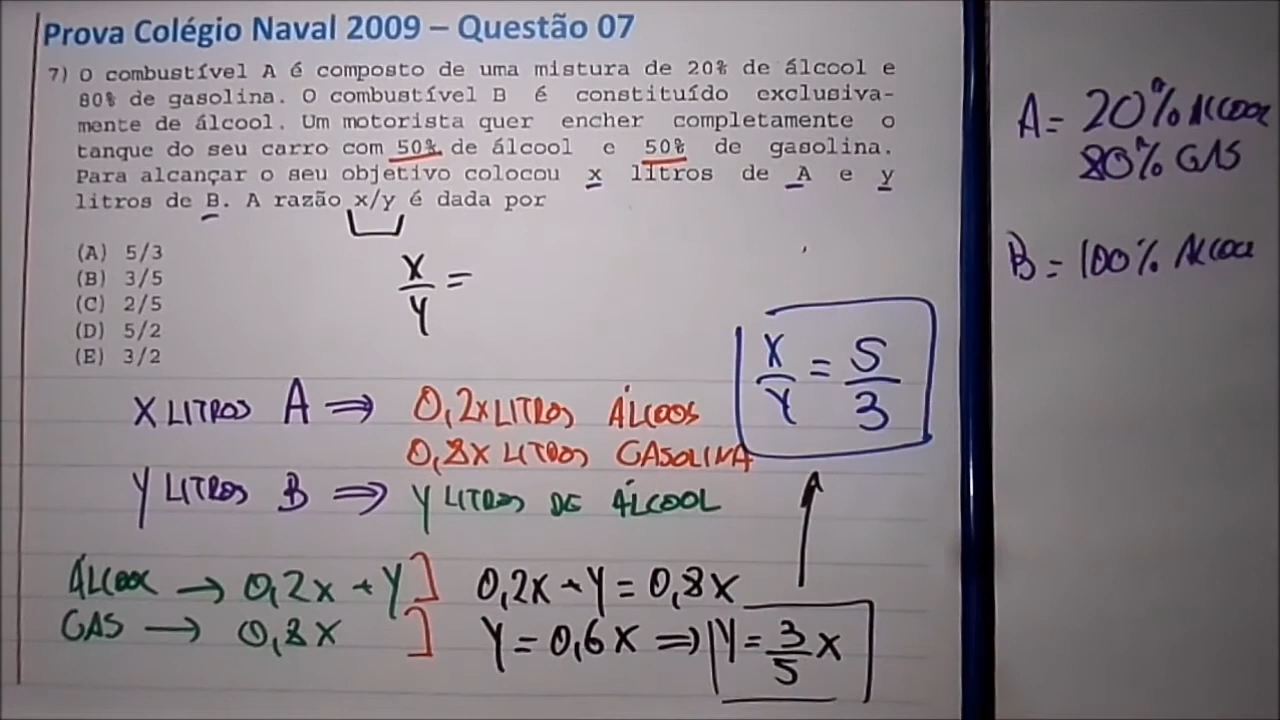 Prova Colégio Naval 2009 – Questão 07
7) O combustível A é composto de uma mistura de 20% de álcool e
80% de gasolina. O combustível B é constituído exclusiva-
mente de álcool. Um motorista quer encher completamente o
tanque do seu carro com 50% de álcool e 50% de gasolina.
Para alcançar o seu objetivo colocou x litros de A e y
litros de B. A razão x/y é dada por
(A) 5/3
(B) 3/5
(C) 2/5
(D) 5/2
(E) 3/2
X/Y =
X LITROS A ⇒ 0,2X LITROS ÁLCOOL
0,8X LITROS GASOLINA
Y LITROS B ⇒ Y LITROS DE ÁLCOOL
X/Y = 5/3
ÁLCOOL → 0,2X + Y] 0,2X + Y = 0,8X
GAS → 0,8X ] Y = 0,6X ⇒ Y = 3/5 X
A = 20% ALCOOL
80% GAS
B = 100% ALCOOL